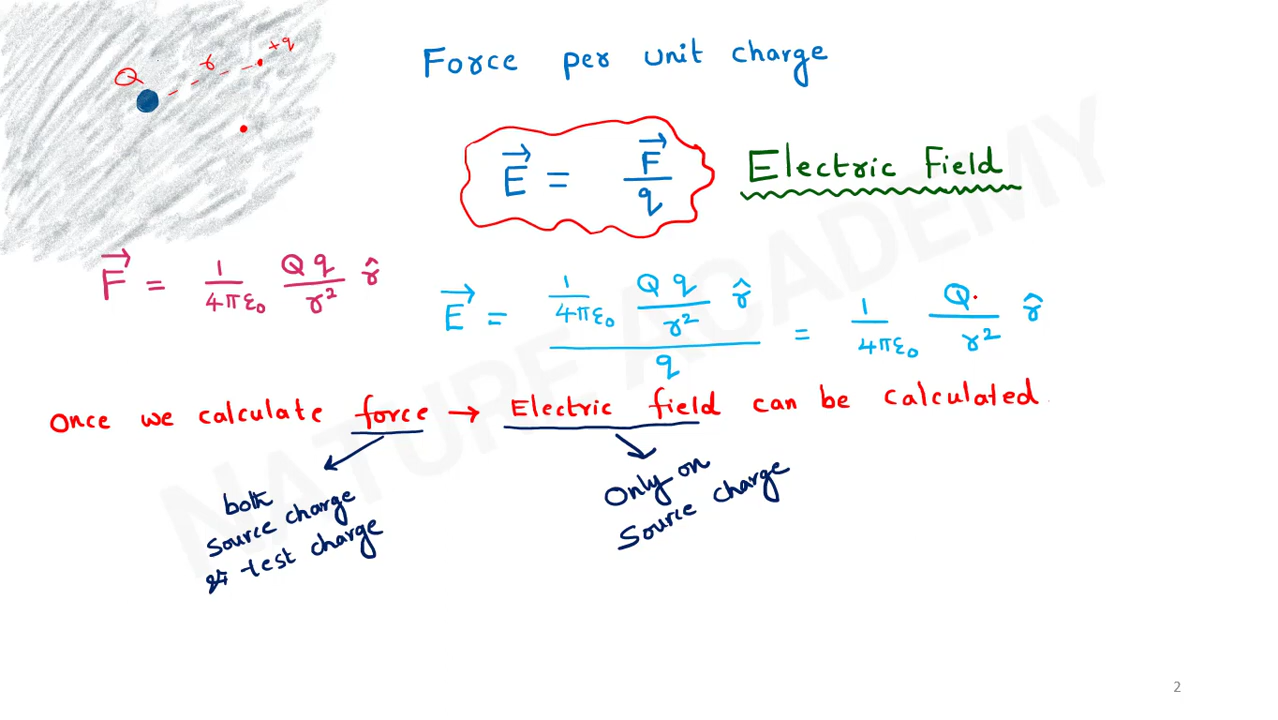 Q r +q
Force per unit charge
E⃗ = F⃗/q Electric Field
F⃗ = 1/4πε₀ Qq/r² r̂
E⃗ = (1/4πε₀ Qq/r² r̂)/q = 1/4πε₀ Q/r² r̂
Once we calculate force → Electric field can be calculated
both
source charge
& test charge
Only on
Source charge
NATURE ACADEMY
2